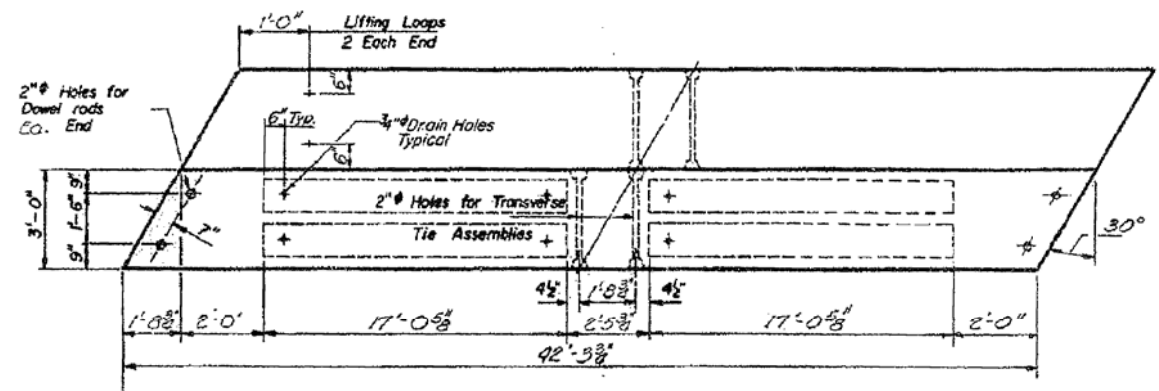 1'-0"
Lifting Loops
2 Each End
2"ϕ Holes for
Dowel rods
Ea. End
6"
6" Typ.
3/4"ϕ Drain Holes
Typical
6"
3'-0"
9"
1'-6"
9"
7"
2"ϕ Holes for Transverse
Tie Assemblies
30°
4 1/2"
1'-8 3/4"
4 1/2"
1'-8 3/4"
2'-0"
17'-0 5/8"
2'-5 3/4"
17'-0 5/8"
2'-0"
42'-3 3/4"